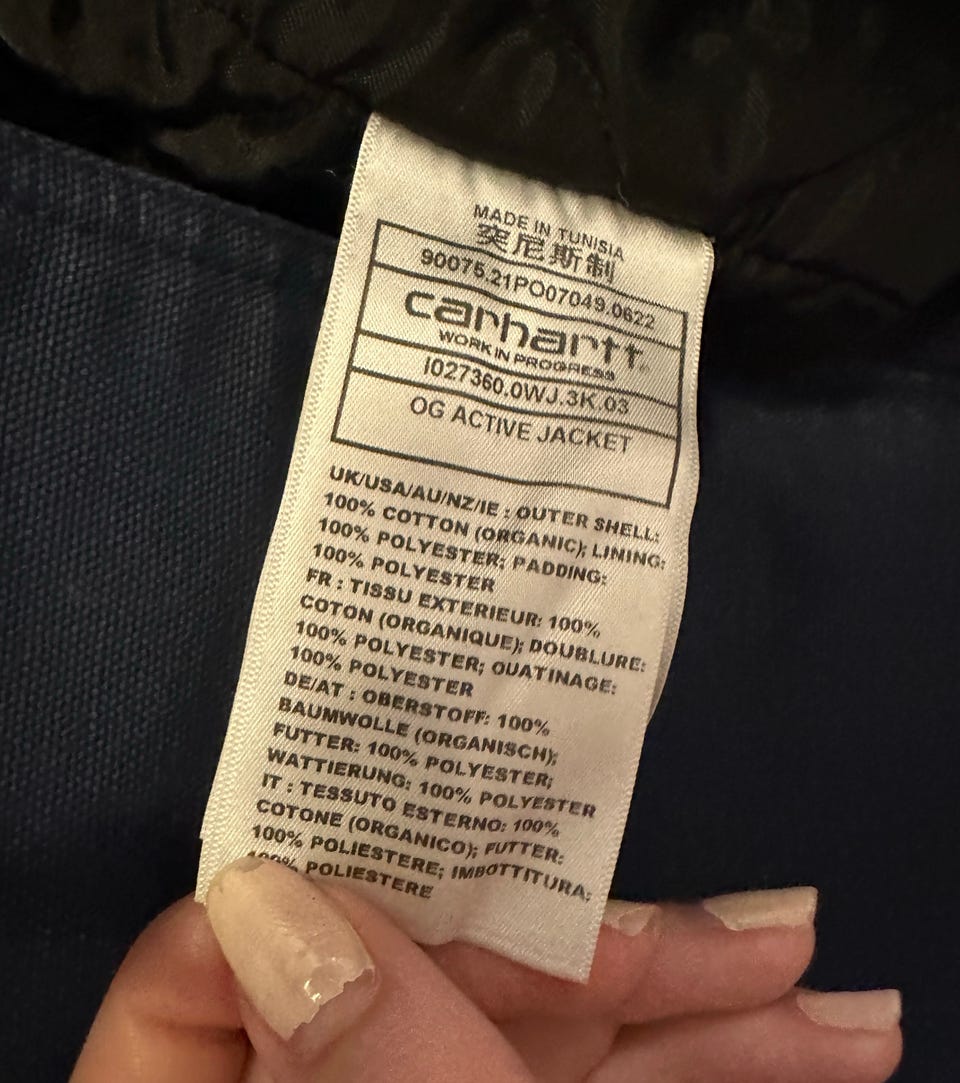 MADE IN TUNISIA
突尼斯制
90075.21PO07049.0622
carhartt
WORK IN PROGRESS
I027360.0WJ.3K.03
OG ACTIVE JACKET
UK/USA/AU/NZ/IE : OUTER SHELL:
100% COTTON (ORGANIC); LINING:
100% POLYESTER; PADDING:
100% POLYESTER
FR : TISSU EXTERIEUR: 100%
COTON (ORGANIQUE); DOUBLURE:
100% POLYESTER; OUATINAGE:
100% POLYESTER
DE/AT : OBERSTOFF: 100%
BAUMWOLLE (ORGANISCH);
FUTTER: 100% POLYESTER;
WATTIERUNG: 100% POLYESTER
IT : TESSUTO ESTERNO: 100%
COTONE (ORGANICO); FUTTER:
100% POLIESTERE; IMBOTTITURA:
100% POLIESTERE